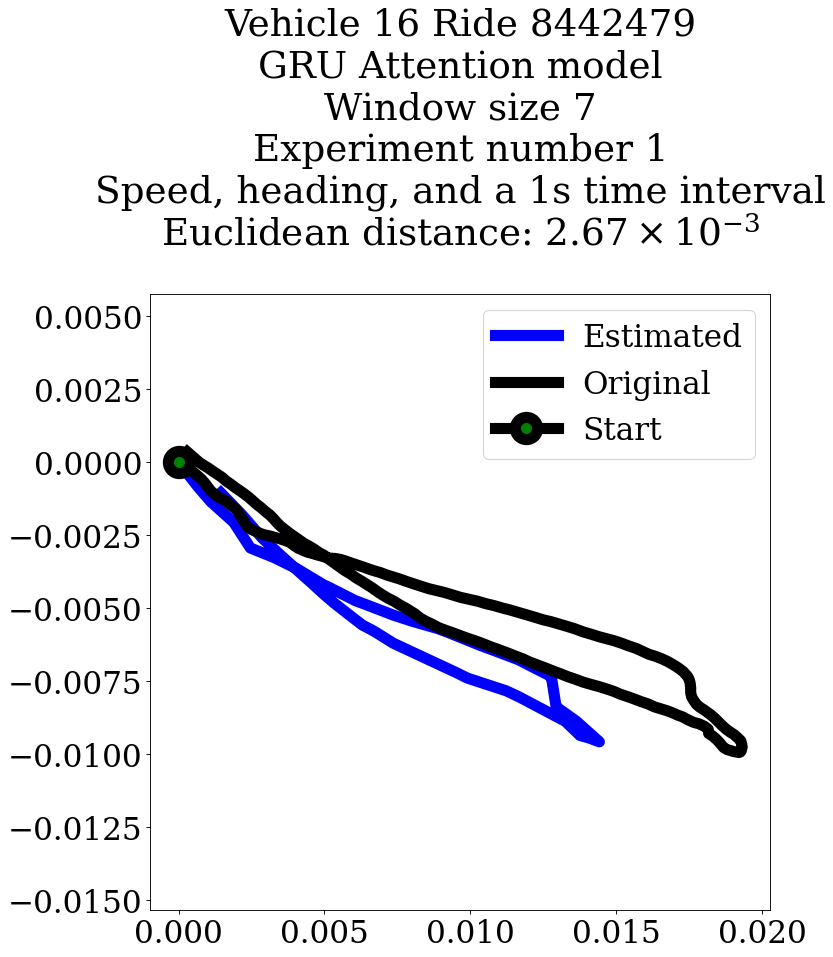 Vehicle 16 Ride 8442479
GRU Attention model
Window size 7
Experiment number 1
Speed, heading, and a 1s time interval
Euclidean distance: 2.67 × 10⁻³
Estimated
Original
Start
0.0050
0.0025
0.0000
−0.0025
−0.0050
−0.0075
−0.0100
−0.0125
−0.0150
0.000 0.005 0.010 0.015 0.020